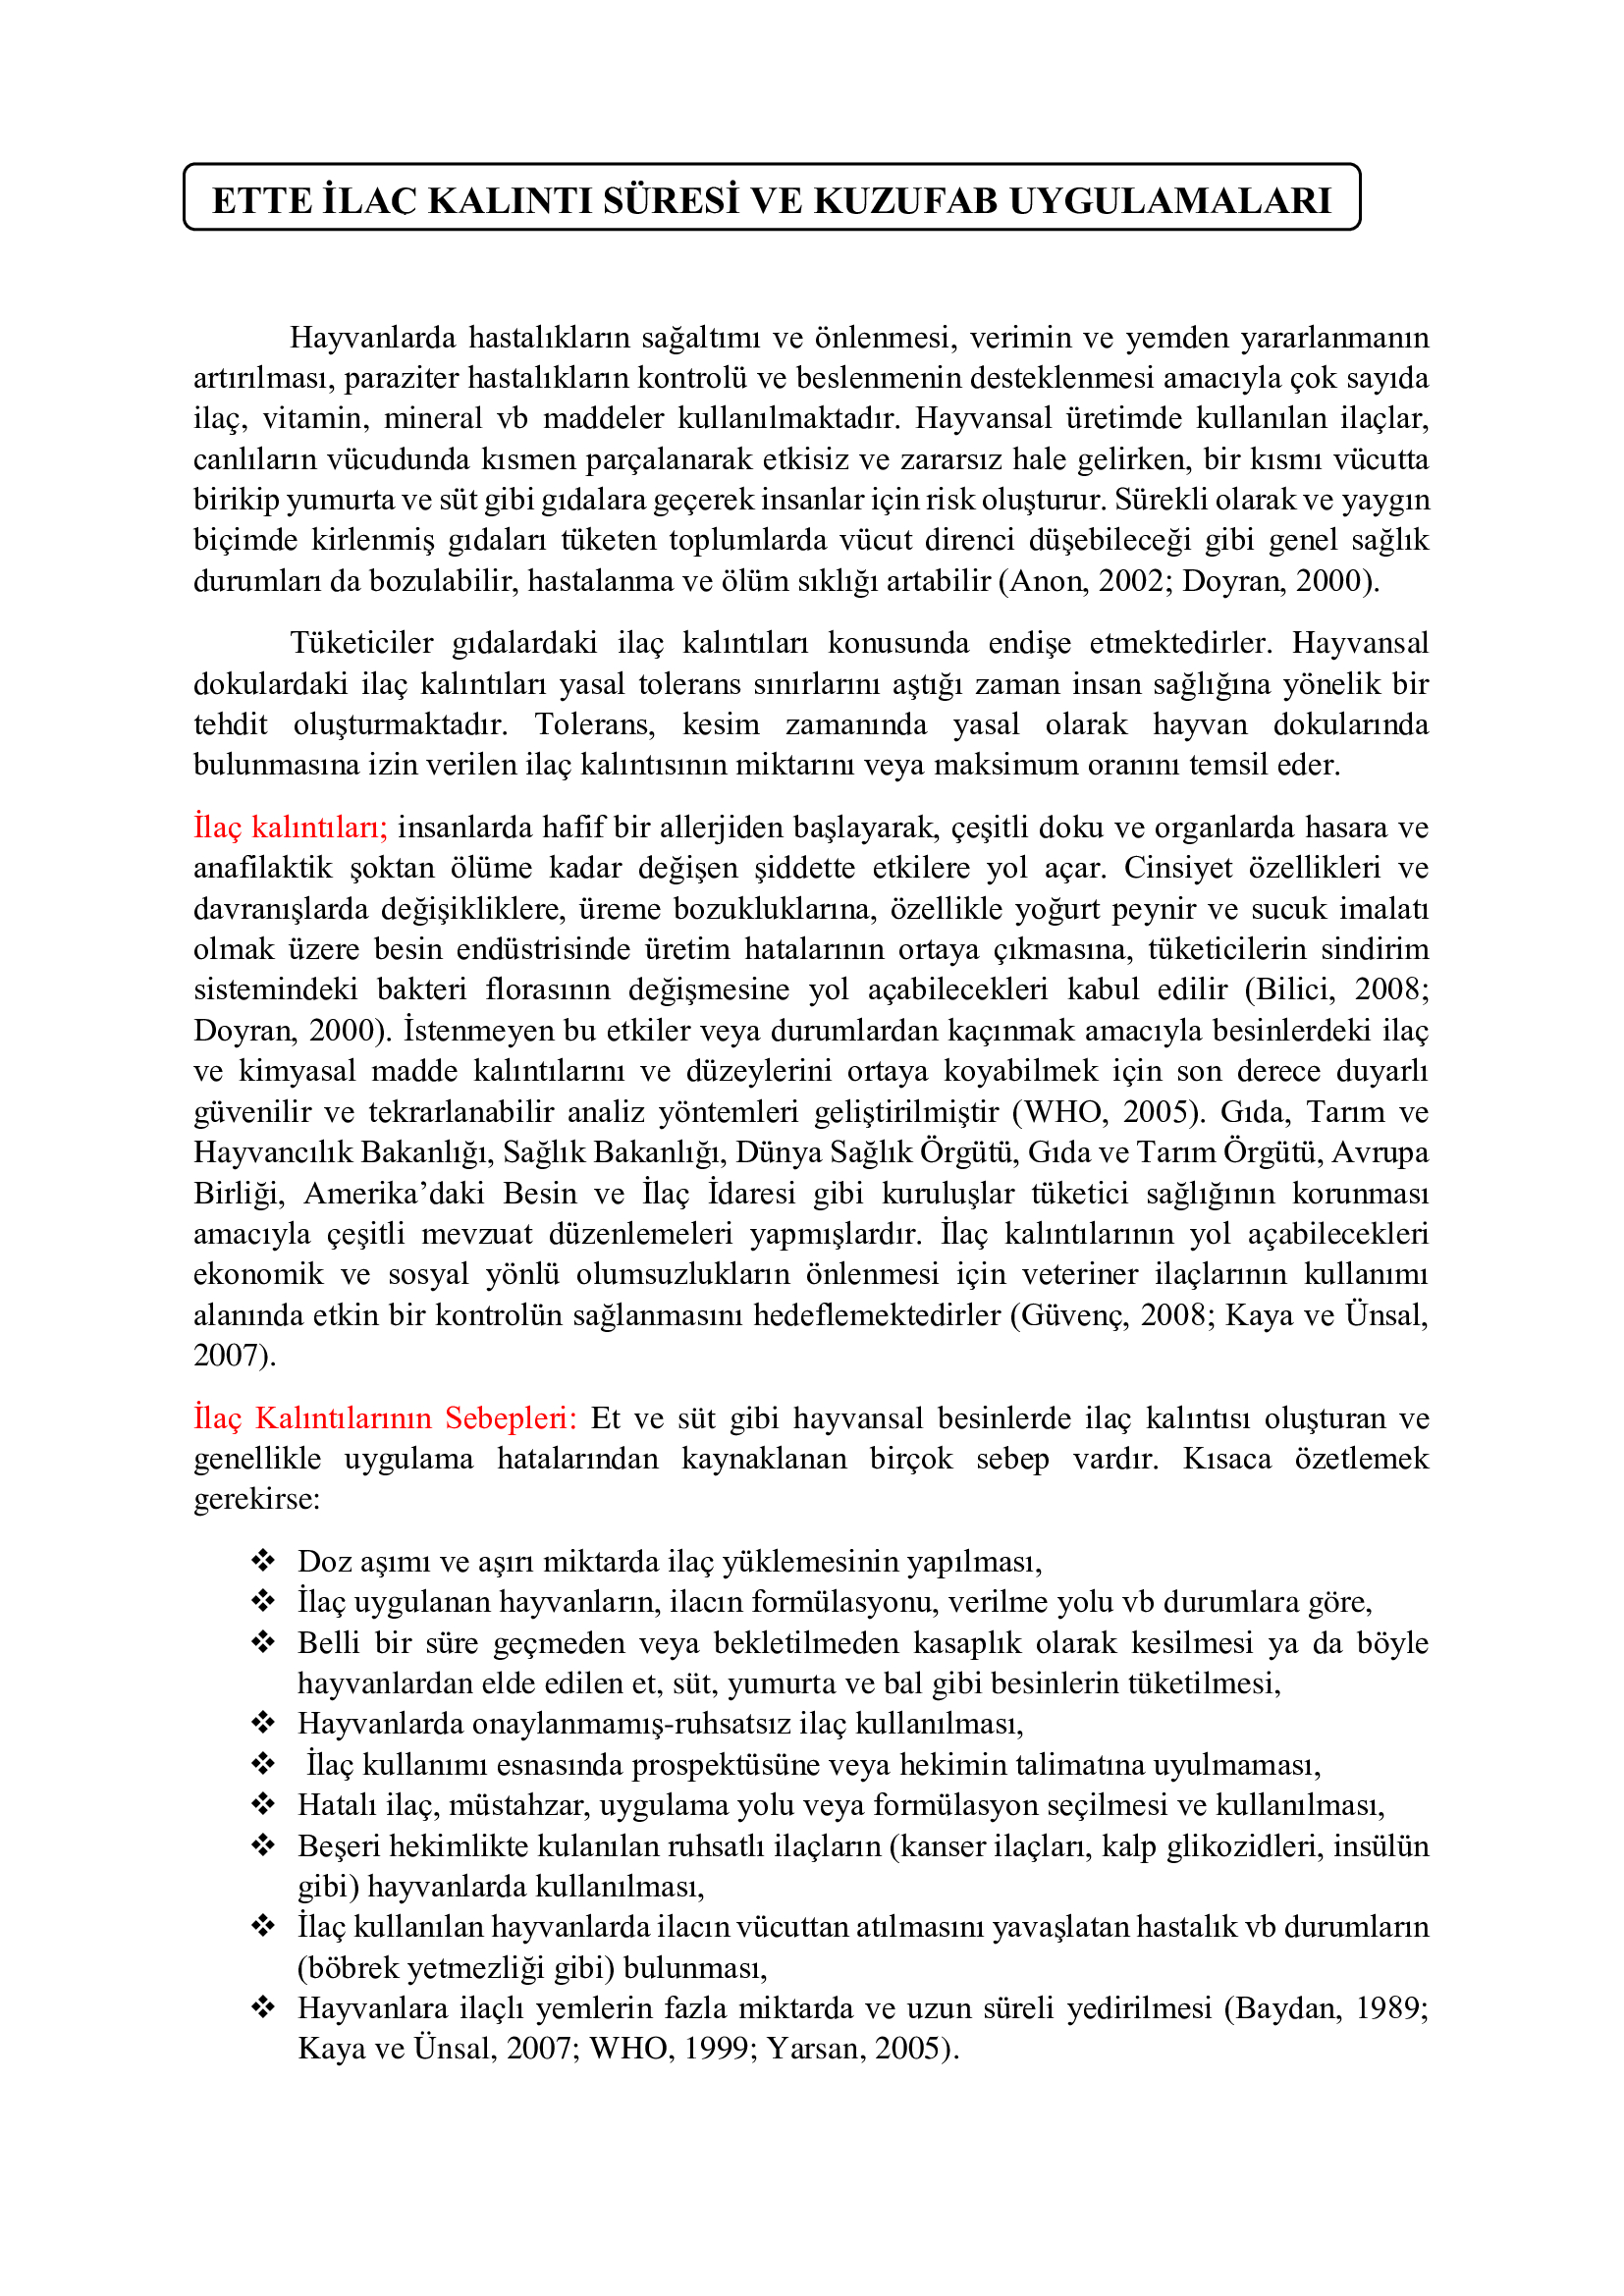 ETTE İLAC KALINTI SÜRESİ VE KUZUFAB UYGULAMALARI
Hayvanlarda hastalıkların sağaltımı ve önlenmesi, verimin ve yemden yararlanmanın
artırılması, paraziter hastalıkların kontrolü ve beslenmenin desteklenmesi amacıyla çok sayıda
ilaç, vitamin, mineral vb maddeler kullanılmaktadır. Hayvansal üretimde kullanılan ilaçlar,
canlıların vücudunda kısmen parçalanarak etkisiz ve zararsız hale gelirken, bir kısmı vücutta
birikip yumurta ve süt gibi gıdalara geçerek insanlar için risk oluşturur. Sürekli olarak ve yaygın
biçimde kirlenmiş gıdaları tüketen toplumlarda vücut direnci düşebileceği gibi genel sağlık
durumları da bozulabilir, hastalanma ve ölüm sıklığı artabilir (Anon, 2002; Doyran, 2000).
Tüketiciler gıdalardaki ilaç kalıntıları konusunda endişe etmektedirler. Hayvansal
dokulardaki ilaç kalıntıları yasal tolerans sınırlarını aştığı zaman insan sağlığına yönelik bir
tehdit oluşturmaktadır. Tolerans, kesim zamanında yasal olarak hayvan dokularında
bulunmasına izin verilen ilaç kalıntısının miktarını veya maksimum oranını temsil eder.
İlaç kalıntıları; insanlarda hafif bir allerjiden başlayarak, çeşitli doku ve organlarda hasara ve
anafilaktik şoktan ölüme kadar değişen şiddette etkilere yol açar. Cinsiyet özellikleri ve
davranışlarda değişikliklere, üreme bozukluklarına, özellikle yoğurt peynir ve sucuk imalatı
olmak üzere besin endüstrisinde üretim hatalarının ortaya çıkmasına, tüketicilerin sindirim
sistemindeki bakteri florasının değişmesine yol açabilecekleri kabul edilir (Bilici, 2008;
Doyran, 2000). İstenmeyen bu etkiler veya durumlardan kaçınmak amacıyla besinlerdeki ilaç
ve kimyasal madde kalıntılarını ve düzeylerini ortaya koyabilmek için son derece duyarlı
güvenilir ve tekrarlanabilir analiz yöntemleri geliştirilmiştir (WHO, 2005). Gıda, Tarım ve
Hayvancılık Bakanlığı, Sağlık Bakanlığı, Dünya Sağlık Örgütü, Gıda ve Tarım Örgütü, Avrupa
Birliği, Amerika’daki Besin ve İlaç İdaresi gibi kuruluşlar tüketici sağlığının korunması
amacıyla çeşitli mevzuat düzenlemeleri yapmışlardır. İlaç kalıntılarının yol açabilecekleri
ekonomik ve sosyal yönlü olumsuzlukların önlenmesi için veteriner ilaçlarının kullanımı
alanında etkin bir kontrolün sağlanmasını hedeflemektedirler (Güvenç, 2008; Kaya ve Ünsal,
2007).
İlaç Kalıntılarının Sebepleri: Et ve süt gibi hayvansal besinlerde ilaç kalıntısı oluşturan ve
genellikle uygulama hatalarından kaynaklanan birçok sebep vardır. Kısaca özetlemek
gerekirse:
❖ Doz aşımı ve aşırı miktarda ilaç yüklemesinin yapılması,
❖ İlaç uygulanan hayvanların, ilacın formülasyonu, verilme yolu vb durumlara göre,
❖ Belli bir süre geçmeden veya bekletilmeden kasaplık olarak kesilmesi ya da böyle
hayvanlardan elde edilen et, süt, yumurta ve bal gibi besinlerin tüketilmesi,
❖ Hayvanlarda onaylanmamış-ruhsatsız ilaç kullanılması,
❖ İlaç kullanımı esnasında prospektüsüne veya hekimin talimatına uyulmaması,
❖ Hatalı ilaç, müstahzar, uygulama yolu veya formülasyon seçilmesi ve kullanılması,
❖ Beşeri hekimlikte kulanılan ruhsatlı ilaçların (kanser ilaçları, kalp glikozidleri, insülün
gibi) hayvanlarda kullanılması,
❖ İlaç kullanılan hayvanlarda ilacın vücuttan atılmasını yavaşlatan hastalık vb durumların
(böbrek yetmezliği gibi) bulunması,
❖ Hayvanlara ilaçlı yemlerin fazla miktarda ve uzun süreli yedirilmesi (Baydan, 1989;
Kaya ve Ünsal, 2007; WHO, 1999; Yarsan, 2005).